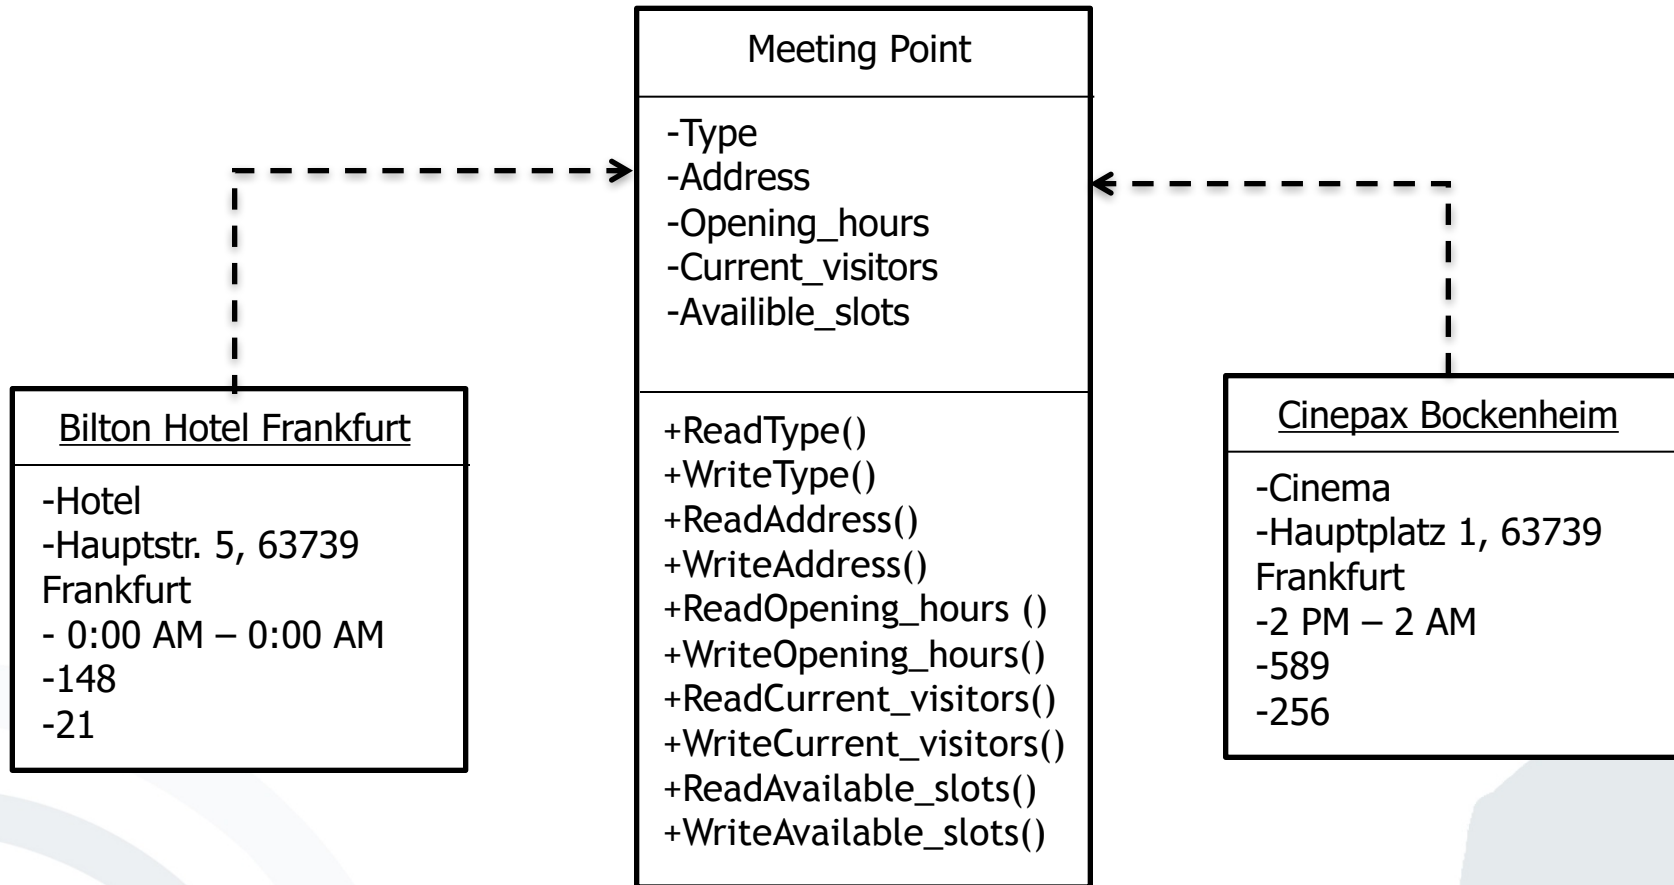 Meeting Point
-Type
-Address
-Opening_hours
-Current_visitors
-Availible_slots
+ReadType()
+WriteType()
+ReadAddress()
+WriteAddress()
+ReadOpening_hours ()
+WriteOpening_hours()
+ReadCurrent_visitors()
+WriteCurrent_visitors()
+ReadAvailable_slots()
+WriteAvailable_slots()
Bilton Hotel Frankfurt
-Hotel
-Hauptstr. 5, 63739
Frankfurt
- 0:00 AM – 0:00 AM
-148
-21
Cinepax Bockenheim
-Cinema
-Hauptplatz 1, 63739
Frankfurt
-2 PM – 2 AM
-589
-256